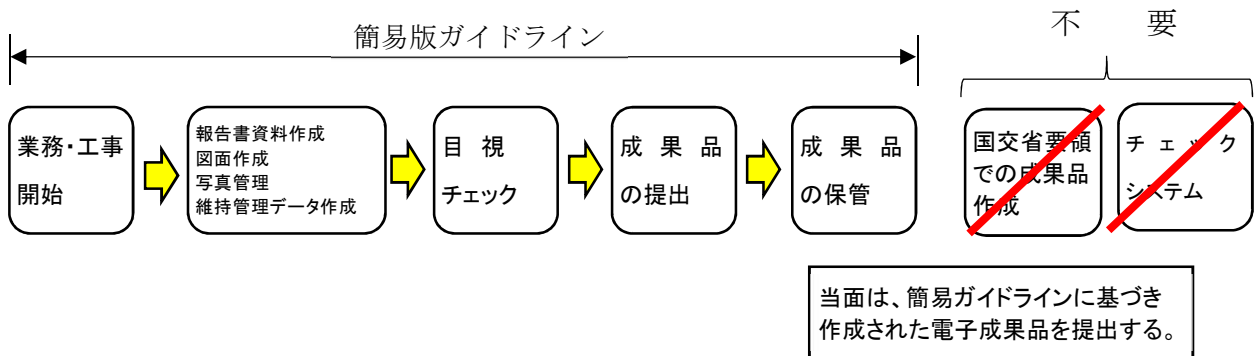 簡易版ガイドライン
不 要
業務・工事
開始
報告書資料作成
図面作成
写真管理
維持管理データ作成
目 視
チェック
成 果 品
の提出
成 果 品
の保管
国交省要領
での成果品
作成
チ ェ ッ ク
システム
当面は、簡易ガイドラインに基づき
作成された電子成果品を提出する。